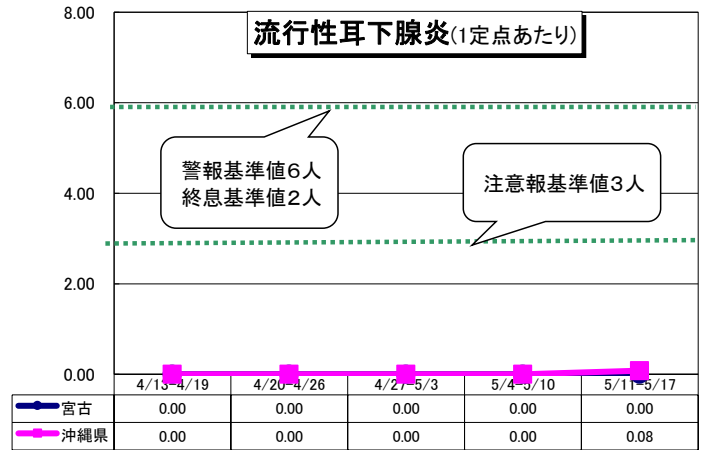 流行性耳下腺炎(1定点あたり)
8.00
6.00
警報基準値6人
終息基準値2人
注意報基準値3人
4.00
2.00
0.00
4/13-4/19 4/20-4/26 4/27-5/3 5/4-5/10 5/11-5/17
宮古 0.00 0.00 0.00 0.00 0.00
沖縄県 0.00 0.00 0.00 0.00 0.08